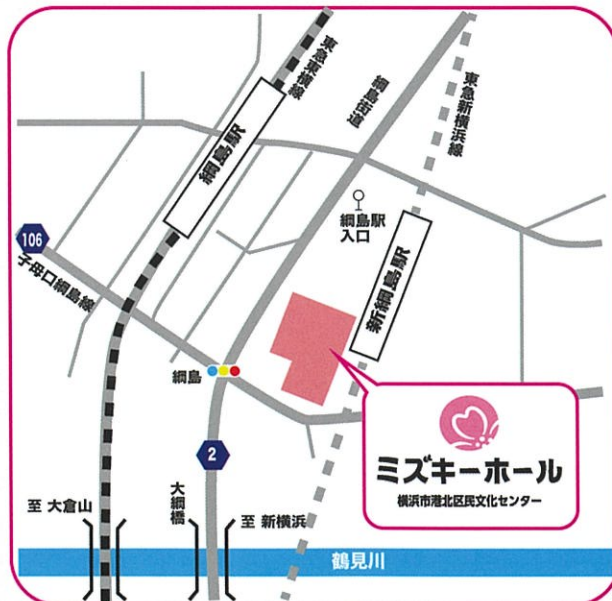 東急東横線
綱島街道
東急新横浜線
綱島駅
綱島駅
入口
106
子母口綱島線
新綱島駅
綱島
2
ミズキーホール
横浜市港北区民文化センター
至 大倉山
大綱橋
至 新横浜
鶴見川